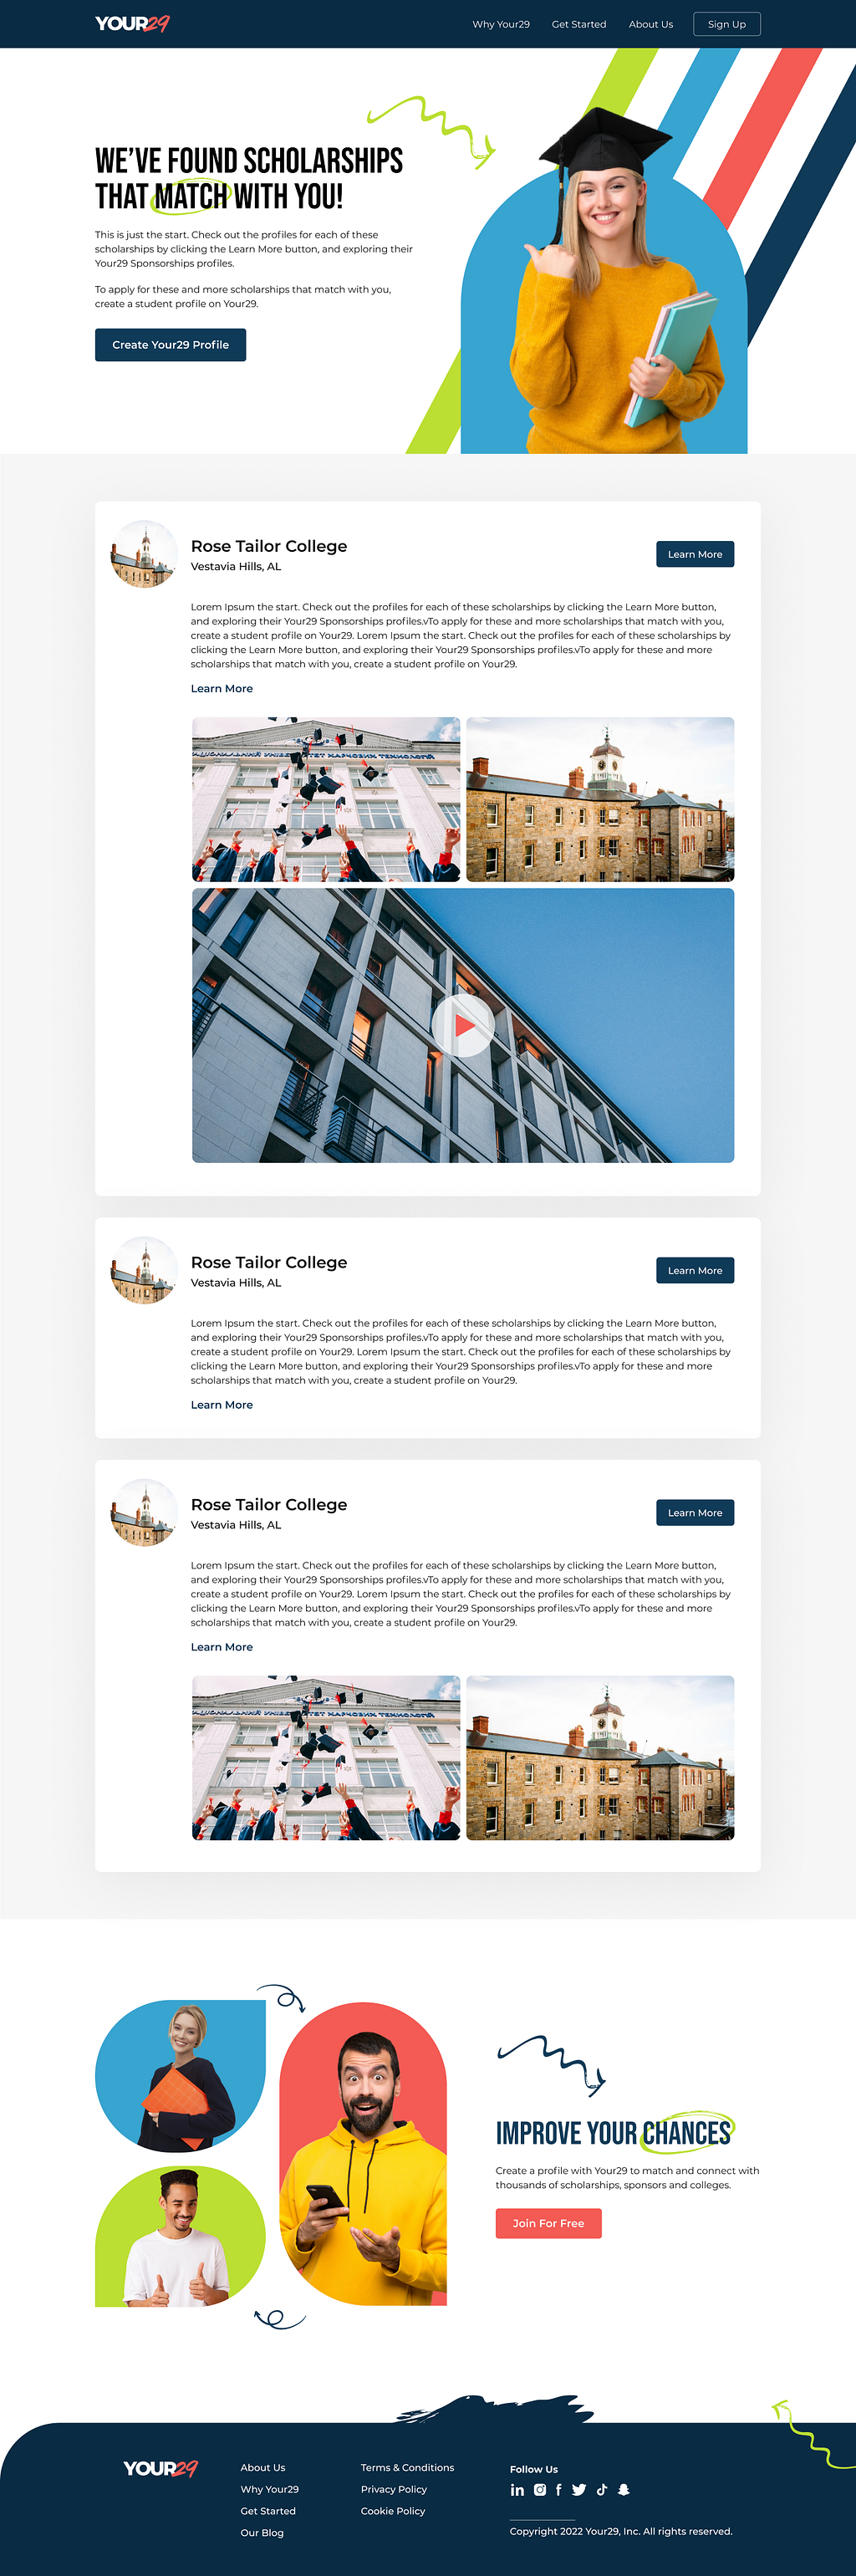 YOUR29
Why Your29
Get Started
About Us
Sign Up
WE'VE FOUND SCHOLARSHIPS
THAT MATCH WITH YOU!
This is just the start. Check out the profiles for each of these
scholarships by clicking the Learn More button, and exploring their
Your29 Sponsorships profiles.
To apply for these and more scholarships that match with you,
create a student profile on Your29.
Create Your29 Profile
Rose Tailor College
Vestavia Hills, AL
Learn More
Lorem Ipsum the start. Check out the profiles for each of these scholarships by clicking the Learn More button,
and exploring their Your29 Sponsorships profiles.vTo apply for these and more scholarships that match with you,
create a student profile on Your29. Lorem Ipsum the start. Check out the profiles for each of these scholarships by
clicking the Learn More button, and exploring their Your29 Sponsorships profiles.vTo apply for these and more
scholarships that match with you, create a student profile on Your29.
Learn More
Rose Tailor College
Vestavia Hills, AL
Learn More
Lorem Ipsum the start. Check out the profiles for each of these scholarships by clicking the Learn More button,
and exploring their Your29 Sponsorships profiles.vTo apply for these and more scholarships that match with you,
create a student profile on Your29. Lorem Ipsum the start. Check out the profiles for each of these scholarships by
clicking the Learn More button, and exploring their Your29 Sponsorships profiles.vTo apply for these and more
scholarships that match with you, create a student profile on Your29.
Learn More
Rose Tailor College
Vestavia Hills, AL
Learn More
Lorem Ipsum the start. Check out the profiles for each of these scholarships by clicking the Learn More button,
and exploring their Your29 Sponsorships profiles.vTo apply for these and more scholarships that match with you,
create a student profile on Your29. Lorem Ipsum the start. Check out the profiles for each of these scholarships by
clicking the Learn More button, and exploring their Your29 Sponsorships profiles.vTo apply for these and more
scholarships that match with you, create a student profile on Your29.
Learn More
IMPROVE YOUR CHANCES
Create a profile with Your29 to match and connect with
thousands of scholarships, sponsors and colleges.
Join For Free
YOUR29
About Us
Why Your29
Get Started
Our Blog
Terms & Conditions
Privacy Policy
Cookie Policy
Follow Us
Copyright 2022 Your29, Inc. All rights reserved.